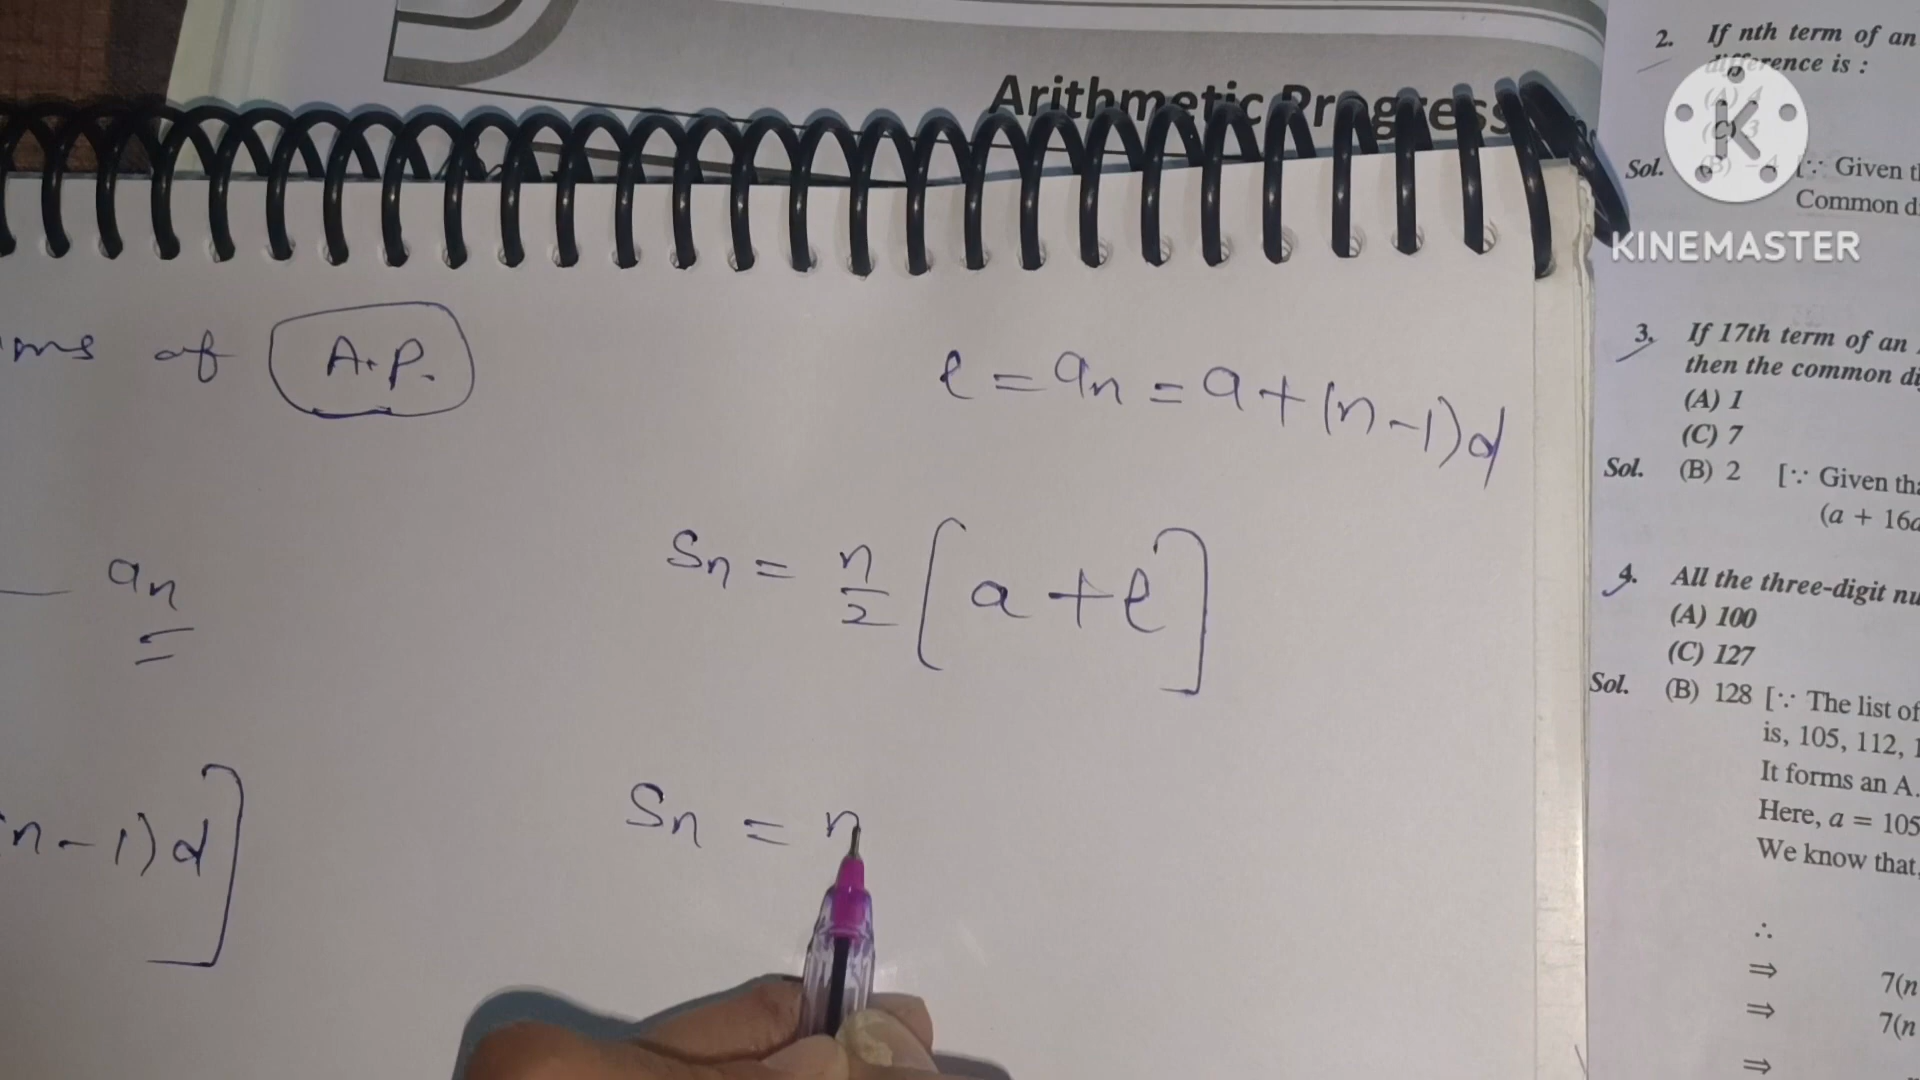 Arithmetic Progress
ms of A.P.
l = an = a + (n-1)d
an
Sn = n/2 [a + l]
n-1)d]
Sn = n
2. If nth term of an
difference is :
(A) 4
(C) 3
Sol. (B) -4 [∵ Given t
Common d
KINEMASTER
3. If 17th term of an
then the common di
(A) 1
(C) 7
Sol. (B) 2 [∵ Given tha
(a + 16d
4. All the three-digit nu
(A) 100
(C) 127
Sol. (B) 128 [∵ The list of
is, 105, 112, 1
It forms an A.
Here, a = 105
We know that,
∴
⇒ 7(n
⇒ 7(n
⇒